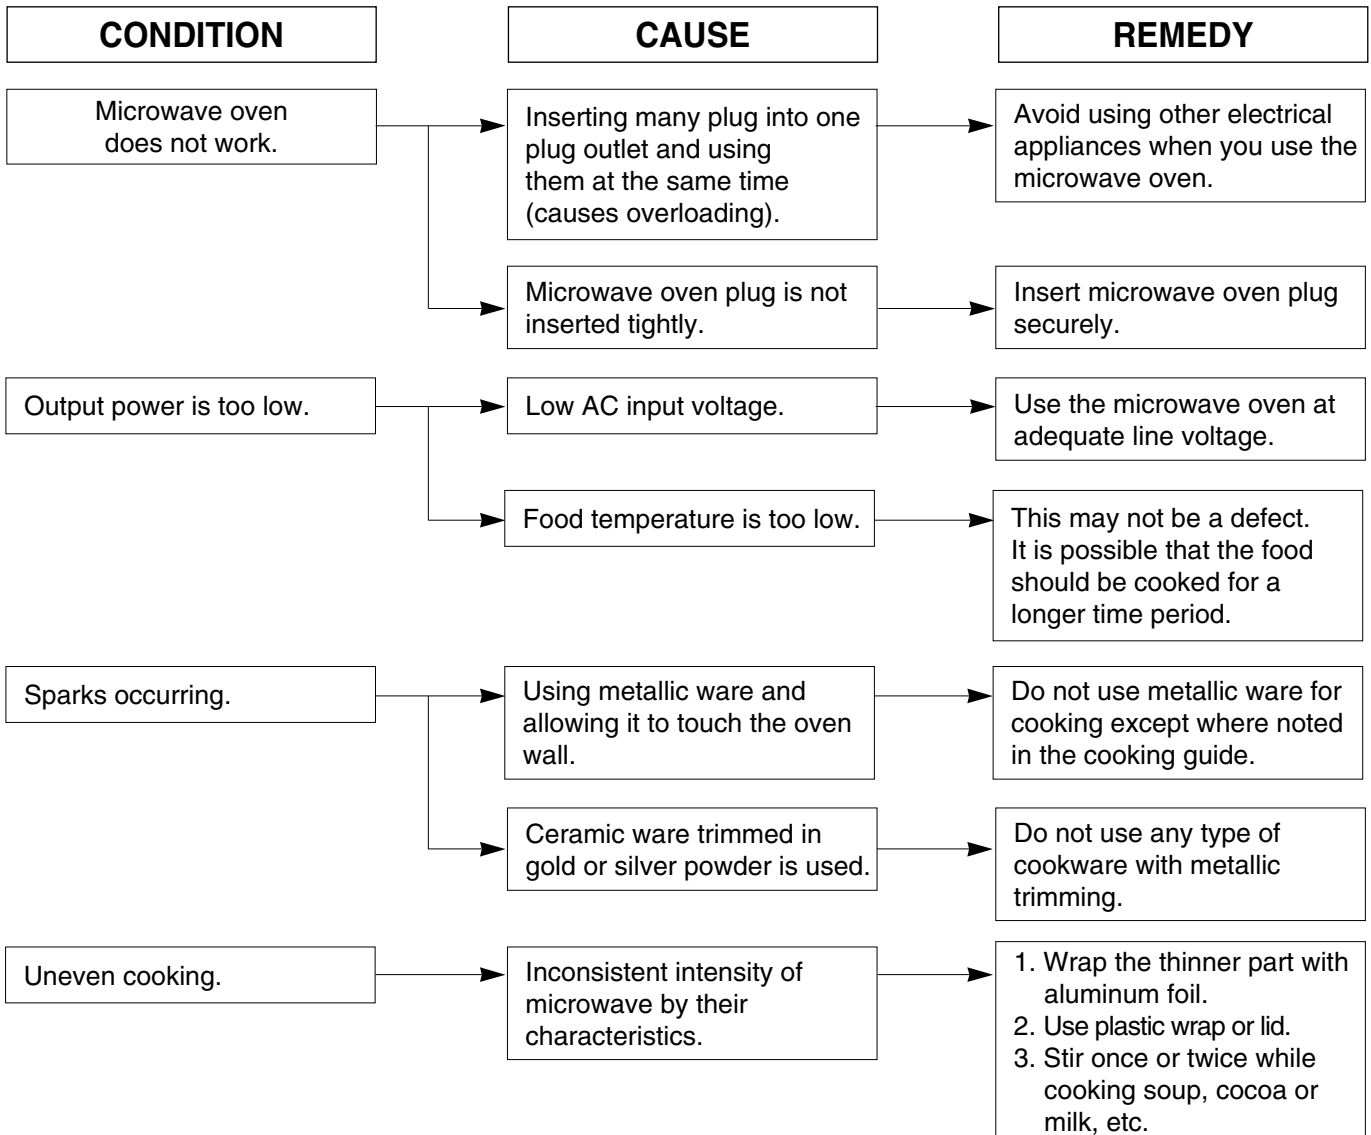 CONDITION
CAUSE
REMEDY
Microwave oven
does not work.
Inserting many plug into one
plug outlet and using
them at the same time
(causes overloading).
Avoid using other electrical
appliances when you use the
microwave oven.
Microwave oven plug is not
inserted tightly.
Insert microwave oven plug
securely.
Output power is too low.
Low AC input voltage.
Use the microwave oven at
adequate line voltage.
Food temperature is too low.
This may not be a defect.
It is possible that the food
should be cooked for a
longer time period.
Sparks occurring.
Using metallic ware and
allowing it to touch the oven
wall.
Do not use metallic ware for
cooking except where noted
in the cooking guide.
Ceramic ware trimmed in
gold or silver powder is used.
Do not use any type of
cookware with metallic
trimming.
Uneven cooking.
Inconsistent intensity of
microwave by their
characteristics.
1. Wrap the thinner part with
aluminum foil.
2. Use plastic wrap or lid.
3. Stir once or twice while
cooking soup, cocoa or
milk, etc.